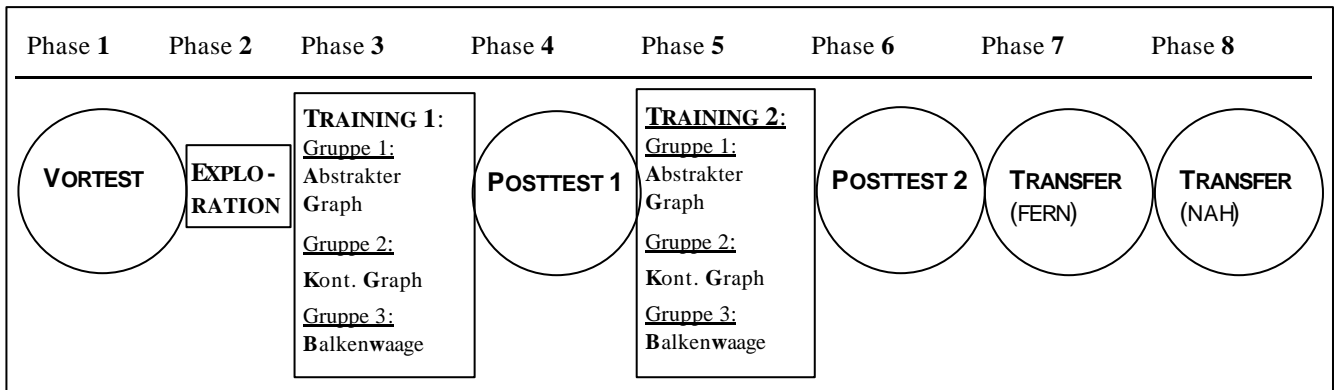 Phase 1 Phase 2 Phase 3 Phase 4 Phase 5 Phase 6 Phase 7 Phase 8
VORTEST
EXPLO -
RATION
TRAINING 1:
Gruppe 1:
Abstrakter
Graph
Gruppe 2:
Kont. Graph
Gruppe 3:
Balkenwaage
POSTTEST 1
TRAINING 2:
Gruppe 1:
Abstrakter
Graph
Gruppe 2:
Kont. Graph
Gruppe 3:
Balkenwaage
POSTTEST 2
TRANSFER
(FERN)
TRANSFER
(NAH)